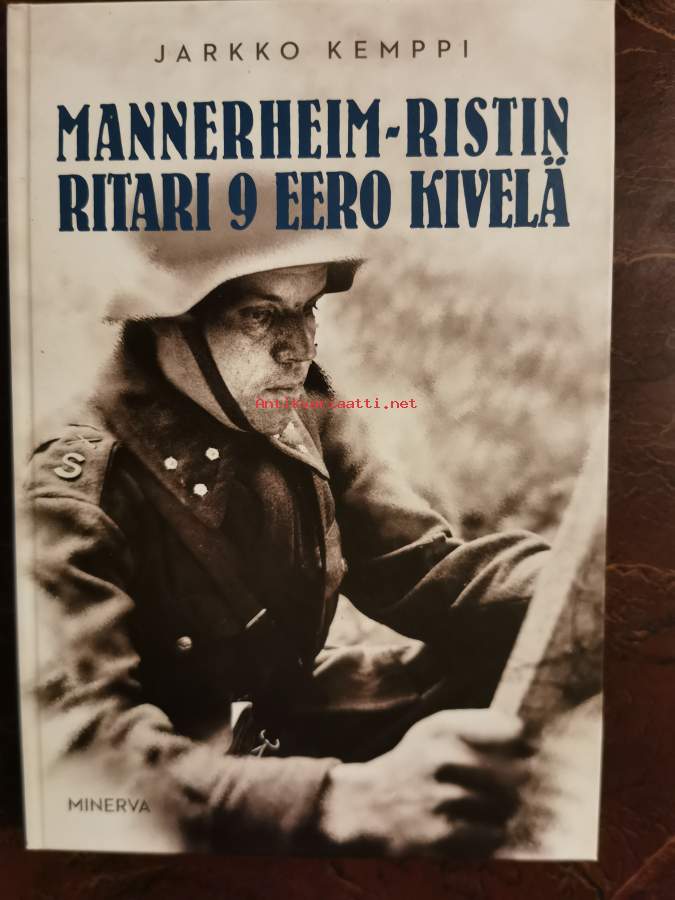 JARKKO KEMPPI
MANNERHEIM-RISTIN
RITARI 9 EERO KIVELÄ
Antikvariaatti.net
S
MINERVA